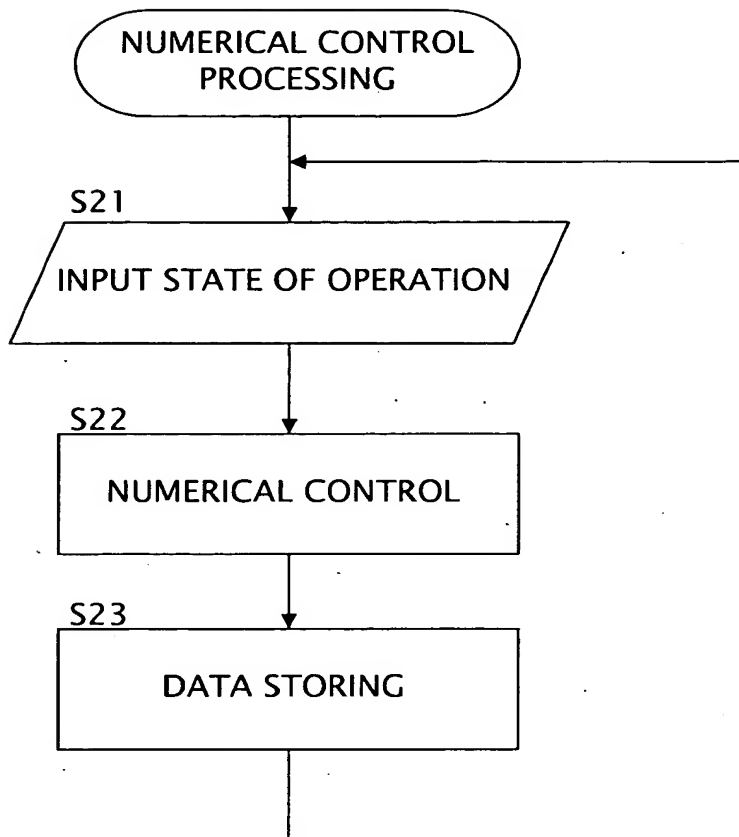 NUMERICAL CONTROL
PROCESSING
S21
INPUT STATE OF OPERATION
S22
NUMERICAL CONTROL
S23
DATA STORING